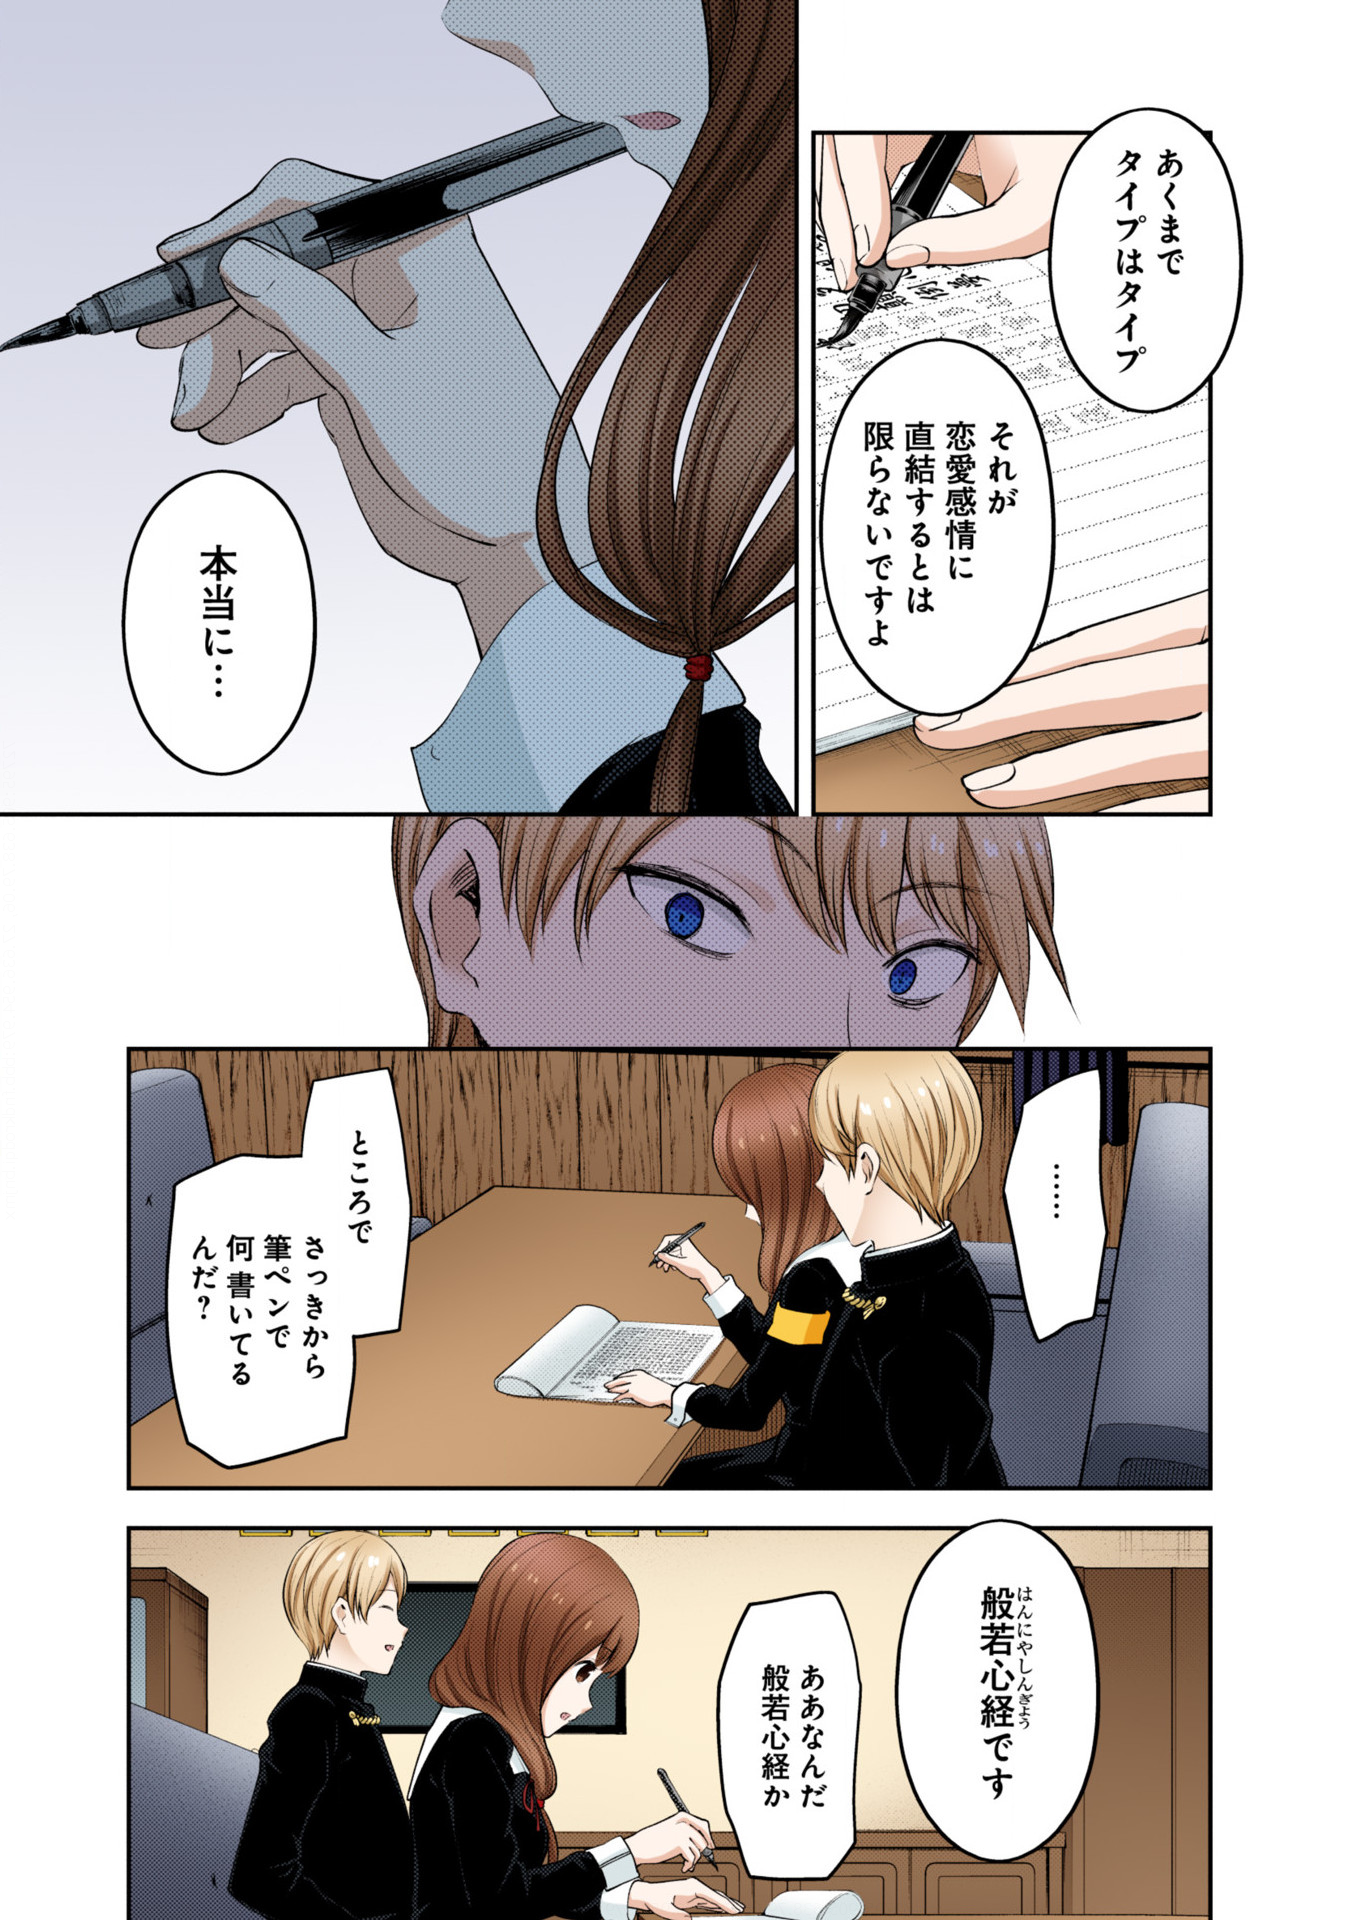 あくまで
タイプはタイプ
それが
恋愛感情に
直結するとは
限らないですよ
本当に…
……
ところで
さっきから
筆ペンで
何書いてる
んだ？
般若心経です
はんにゃしんぎょう
ああなんだ
般若心経か